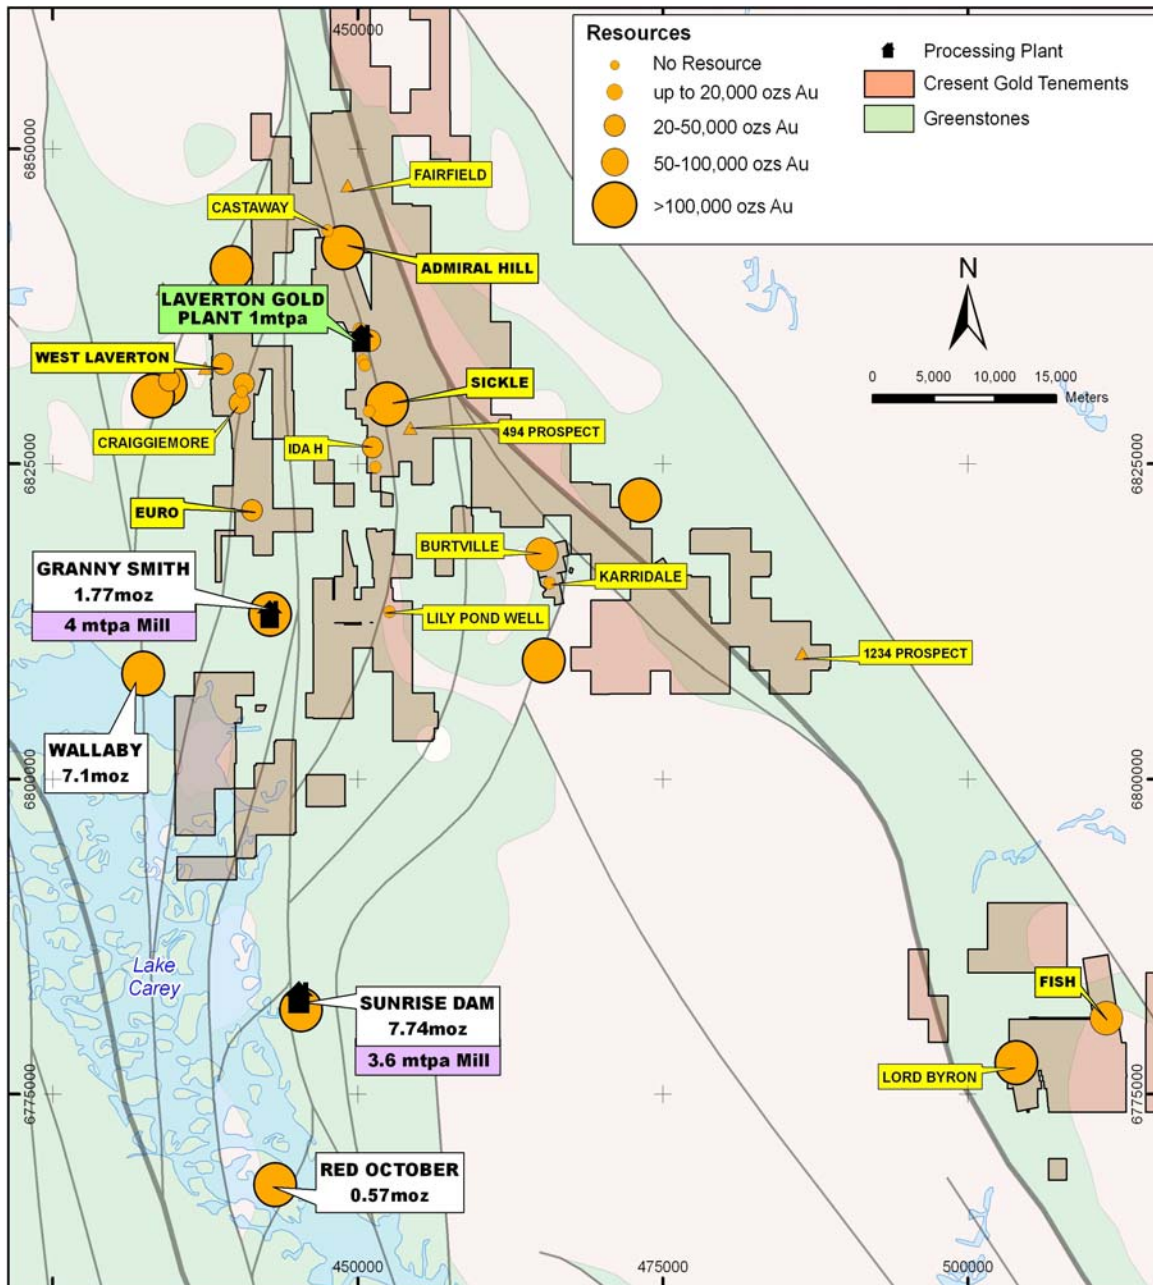 450000
Resources
No Resource
up to 20,000 ozs Au
20-50,000 ozs Au
50-100,000 ozs Au
>100,000 ozs Au
Processing Plant
Cresent Gold Tenements
Greenstones
6850000
6850000
FAIRFIELD
CASTAWAY
ADMIRAL HILL
N
LAVERTON GOLD
PLANT 1mtpa
WEST LAVERTON
SICKLE
0 5,000 10,000 15,000
Meters
CRAIGGIEMORE
494 PROSPECT
IDA H
6825000
6825000
EURO
BURTVILLE
KARRIDALE
GRANNY SMITH
1.77moz
4 mtpa Mill
LILY POND WELL
1234 PROSPECT
WALLABY
7.1moz
6800000
6800000
Lake
Carey
SUNRISE DAM
7.74moz
3.6 mtpa Mill
FISH
LORD BYRON
6775000
6775000
RED OCTOBER
0.57moz
450000
475000
500000